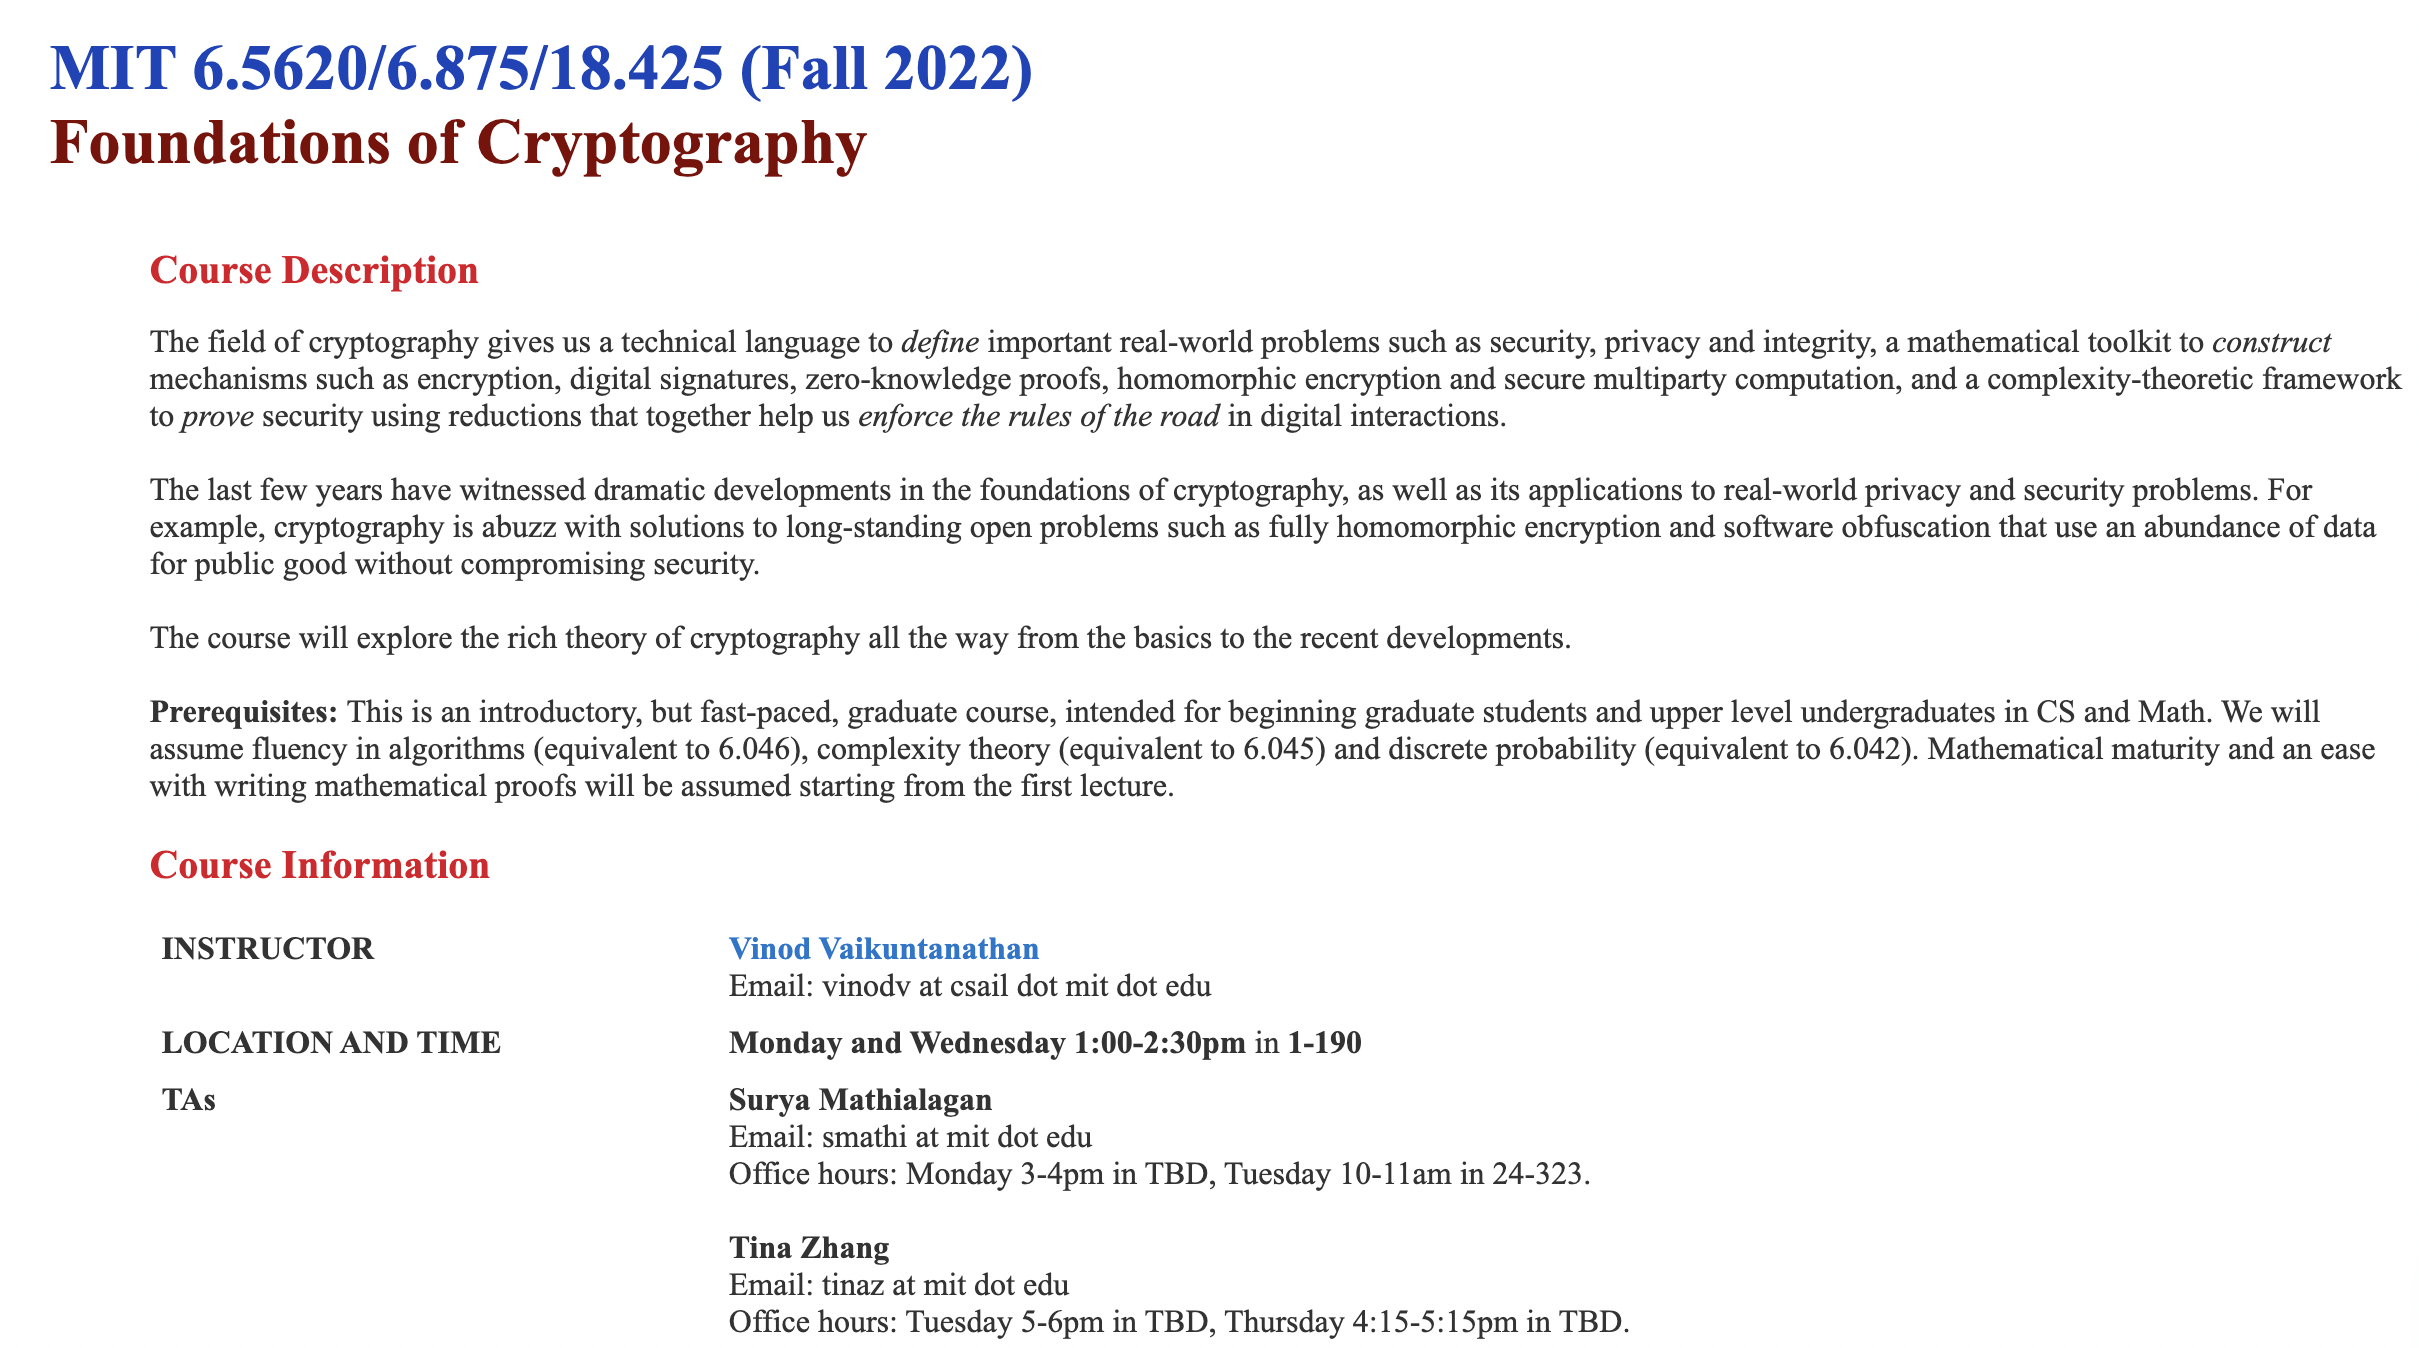 MIT 6.5620/6.875/18.425 (Fall 2022)
Foundations of Cryptography
Course Description
The field of cryptography gives us a technical language to define important real-world problems such as security, privacy and integrity, a mathematical toolkit to construct
mechanisms such as encryption, digital signatures, zero-knowledge proofs, homomorphic encryption and secure multiparty computation, and a complexity-theoretic framework
to prove security using reductions that together help us enforce the rules of the road in digital interactions.
The last few years have witnessed dramatic developments in the foundations of cryptography, as well as its applications to real-world privacy and security problems. For
example, cryptography is abuzz with solutions to long-standing open problems such as fully homomorphic encryption and software obfuscation that use an abundance of data
for public good without compromising security.
The course will explore the rich theory of cryptography all the way from the basics to the recent developments.
Prerequisites: This is an introductory, but fast-paced, graduate course, intended for beginning graduate students and upper level undergraduates in CS and Math. We will
assume fluency in algorithms (equivalent to 6.046), complexity theory (equivalent to 6.045) and discrete probability (equivalent to 6.042). Mathematical maturity and an ease
with writing mathematical proofs will be assumed starting from the first lecture.
Course Information
INSTRUCTOR Vinod Vaikuntanathan
Email: vinodv at csail dot mit dot edu
LOCATION AND TIME Monday and Wednesday 1:00-2:30pm in 1-190
TAs Surya Mathialagan
Email: smathi at mit dot edu
Office hours: Monday 3-4pm in TBD, Tuesday 10-11am in 24-323.
Tina Zhang
Email: tinaz at mit dot edu
Office hours: Tuesday 5-6pm in TBD, Thursday 4:15-5:15pm in TBD.